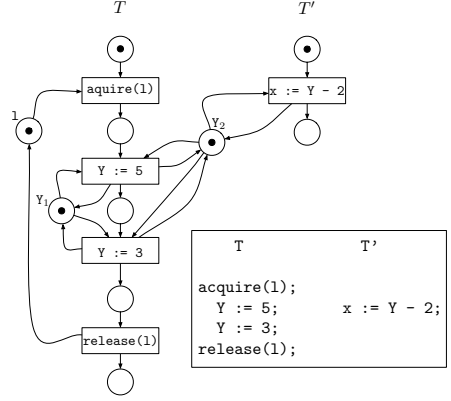 T T'
aquire(l) x := Y - 2
l Y2
Y := 5
Y1
Y := 3
T T'
acquire(l);
Y := 5; x := Y - 2;
Y := 3;
release(l);
release(l)